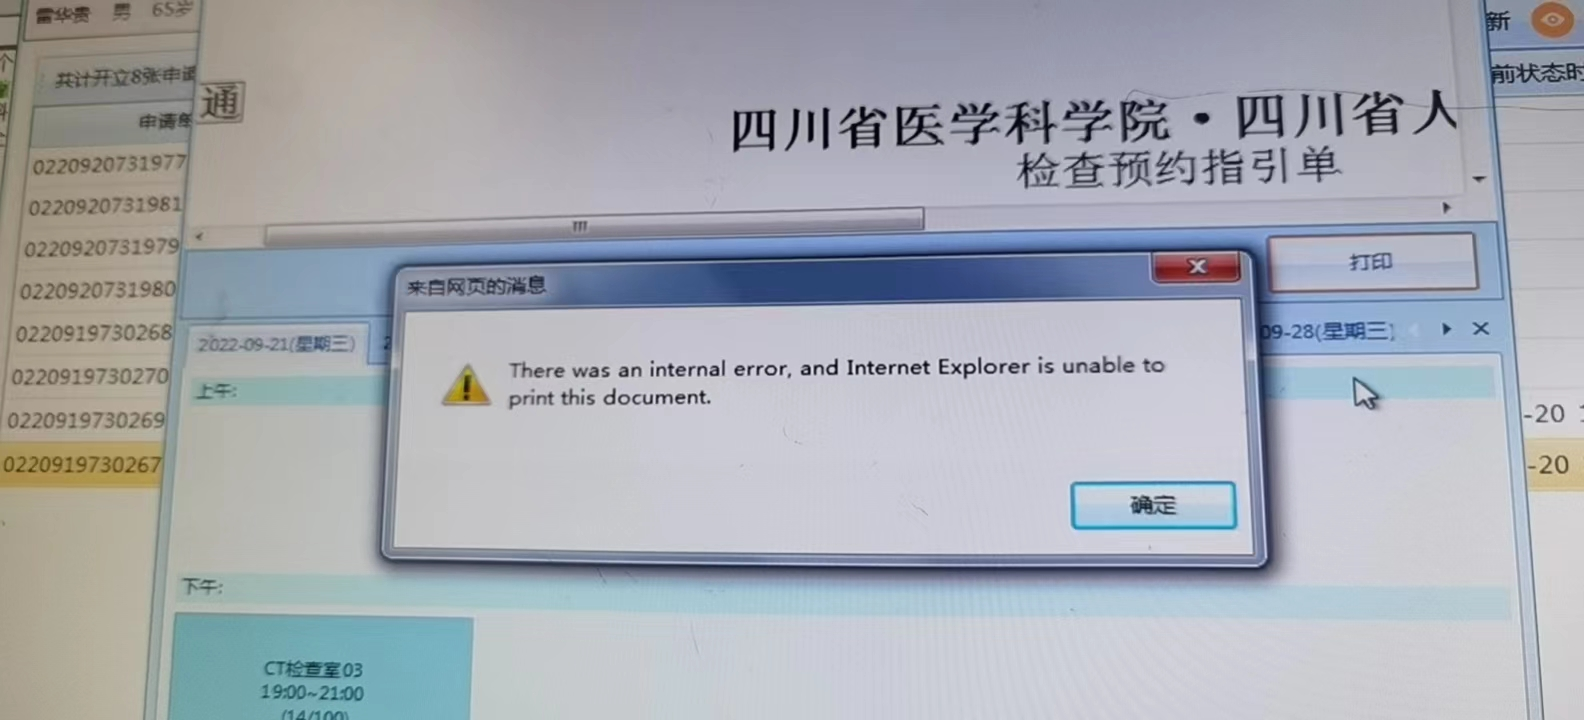 雷华贵 男 65岁
新
共计开立8张申请
前状态时
通
申请单
四川省医学科学院·四川省人
检查预约指引单
0220920731977
0220920731981
0220920731979
0220920731980
0220919730268
0220919730270
0220919730269
0220919730267
打印
来自网页的消息
2022-09-21(星期三)
09-28(星期三)
There was an internal error, and Internet Explorer is unable to
print this document.
确定
上午:
-20
-20
下午:
CT检查室03
19:00~21:00
(14/100)